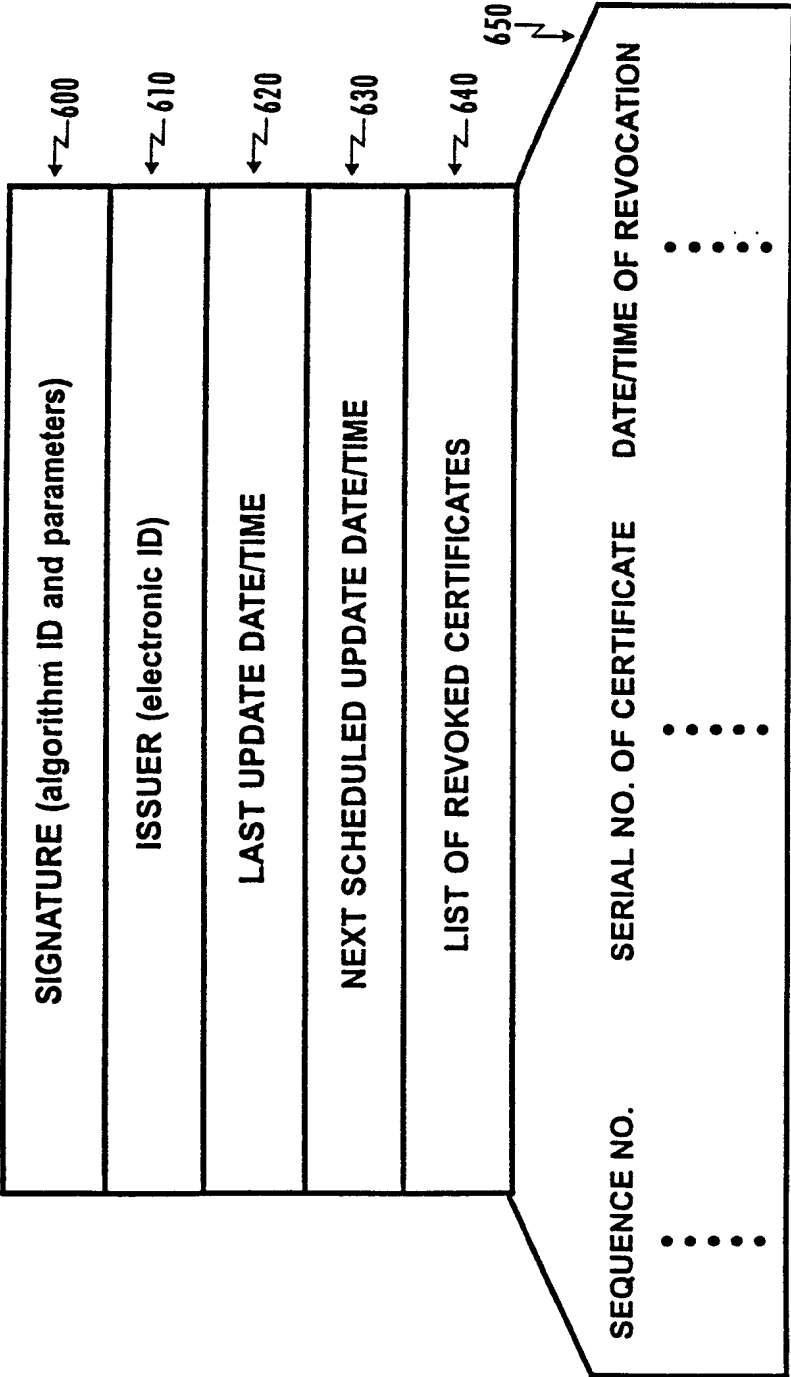 SIGNATURE (algorithm ID and parameters) 600
ISSUER (electronic ID) 610
LAST UPDATE DATE/TIME 620
NEXT SCHEDULED UPDATE DATE/TIME 630
LIST OF REVOKED CERTIFICATES 640
650
SEQUENCE NO. SERIAL NO. OF CERTIFICATE DATE/TIME OF REVOCATION